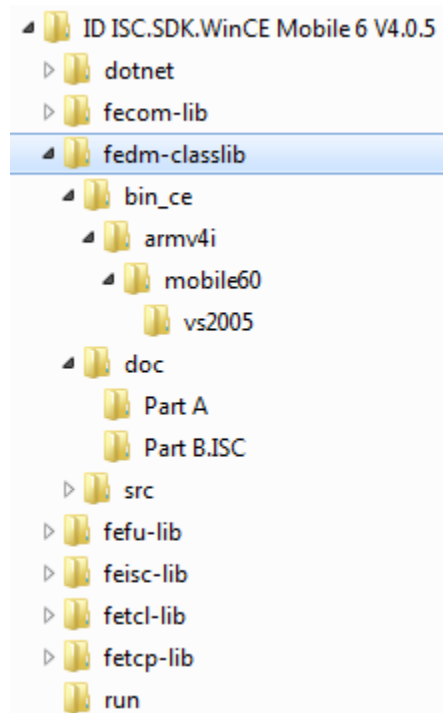 ID ISC.SDK.WinCE Mobile 6 V4.0.5
dotnet
fecom-lib
fedm-classlib
bin_ce
armv4i
mobile60
vs2005
doc
Part A
Part B.ISC
src
fefu-lib
feisc-lib
fetcl-lib
fetcp-lib
run